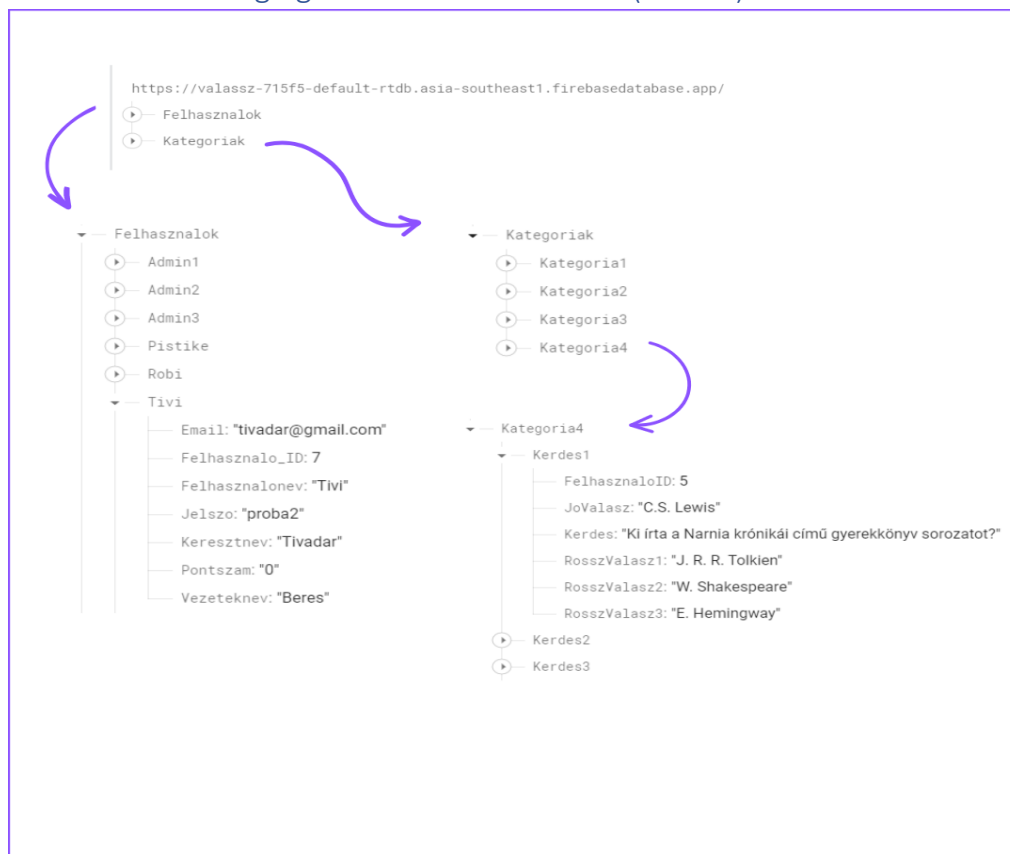 https://valassz-715f5-default-rtdb.asia-southeast1.firebasedatabase.app/
Felhasznalok
Kategoriak
Felhasznalok
Admin1
Admin2
Admin3
Pistike
Robi
Tivi
Email: "tivadar@gmail.com"
Felhasznalo_ID: 7
Felhasznalonev: "Tivi"
Jelszo: "proba2"
Keresztnev: "Tivadar"
Pontszam: "0"
Vezeteknev: "Beres"
Kategoriak
Kategoria1
Kategoria2
Kategoria3
Kategoria4
Kategoria4
Kerdes1
FelhasznaloID: 5
JoValasz: "C.S. Lewis"
Kerdes: "Ki írta a Narnia krónikái című gyerekkönyv sorozatot?"
RosszValasz1: "J. R. R. Tolkien"
RosszValasz2: "W. Shakespeare"
RosszValasz3: "E. Hemingway"
Kerdes2
Kerdes3